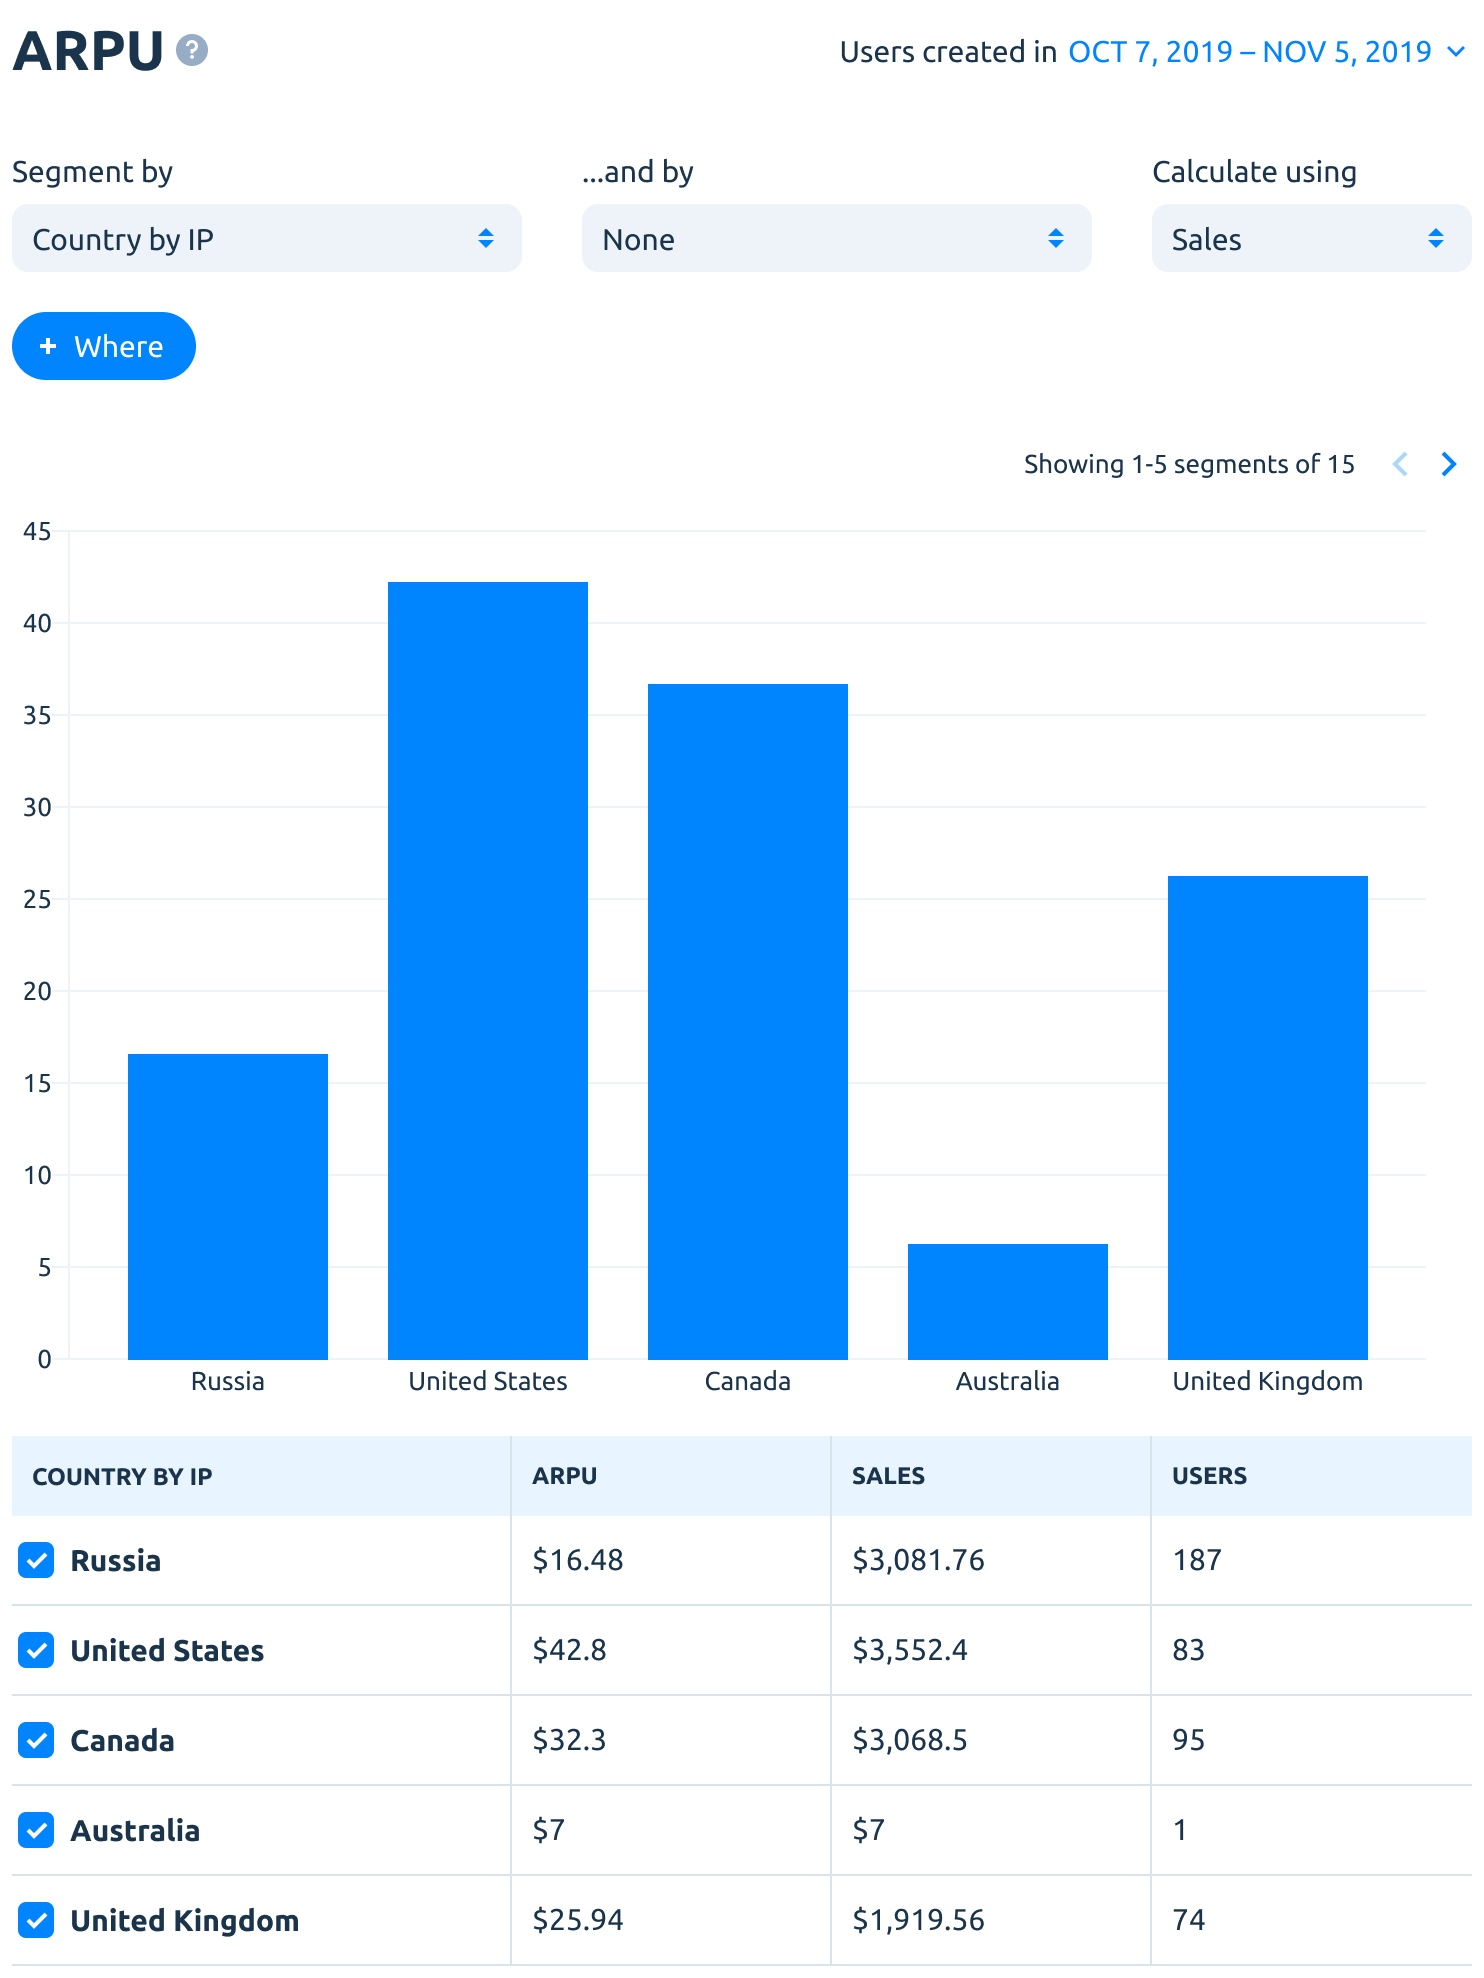 ARPU ?
Users created in OCT 7, 2019 – NOV 5, 2019
Segment by
...and by
Calculate using
Country by IP
None
Sales
+ Where
Showing 1-5 segments of 15
45
40
35
30
25
20
15
10
5
0
Russia United States Canada Australia United Kingdom
COUNTRY BY IP ARPU SALES USERS
Russia $16.48 $3,081.76 187
United States $42.8 $3,552.4 83
Canada $32.3 $3,068.5 95
Australia $7 $7 1
United Kingdom $25.94 $1,919.56 74